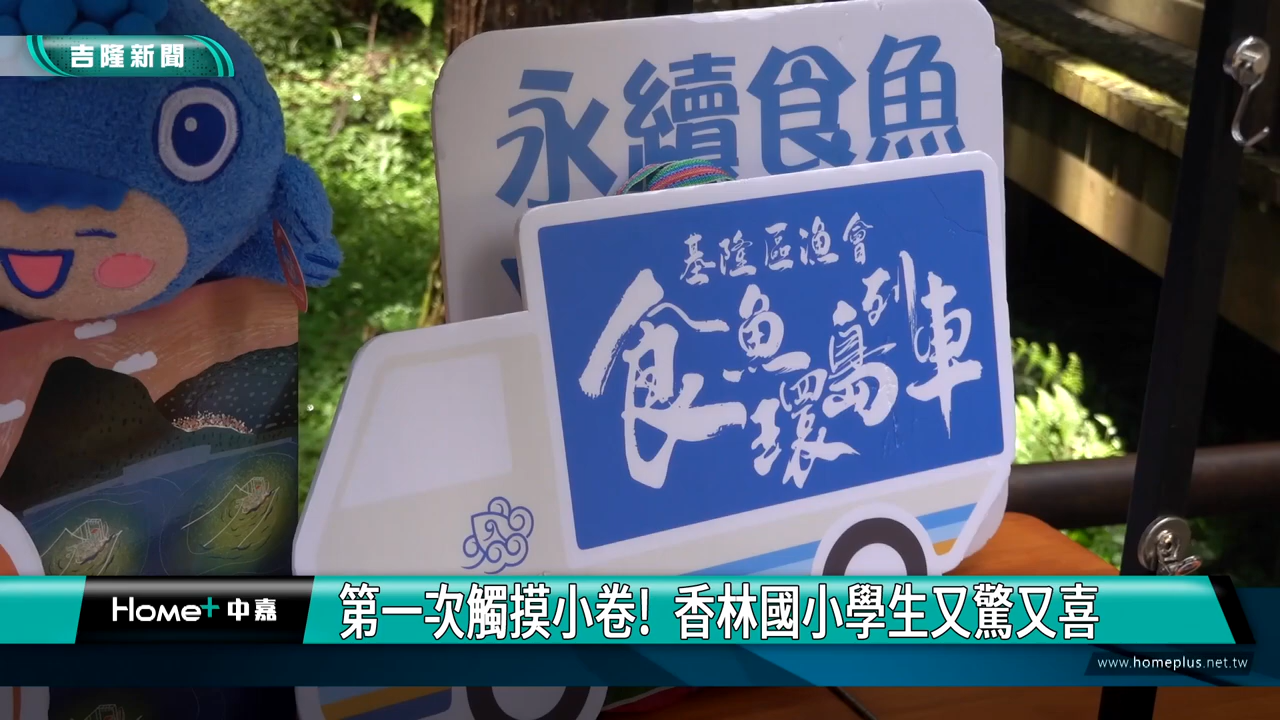 吉隆新聞
永續食魚
基隆區漁會
食魚環島列車
Home+中嘉
第一次觸摸小卷! 香林國小學生又驚又喜
www.homeplus.net.tw